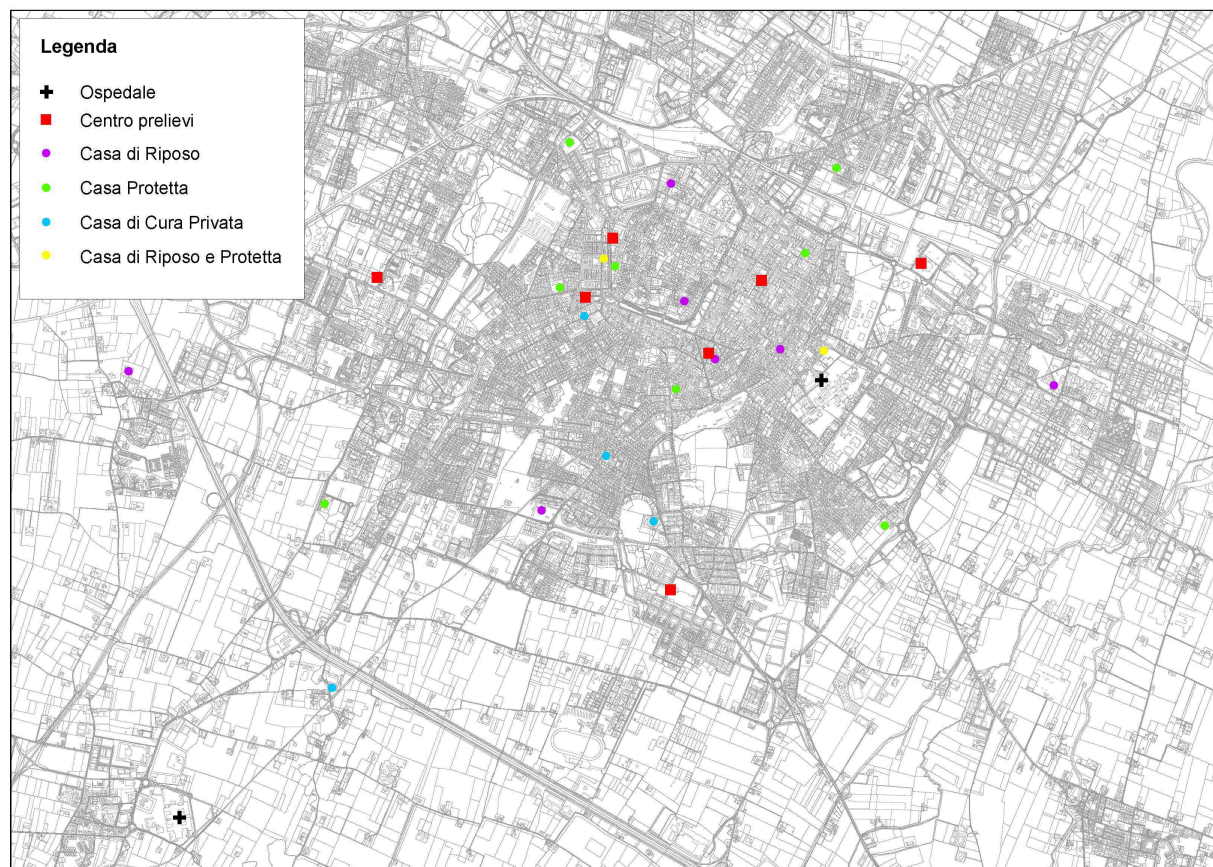 Legenda
Ospedale
Centro prelievi
Casa di Riposo
Casa Protetta
Casa di Cura Privata
Casa di Riposo e Protetta